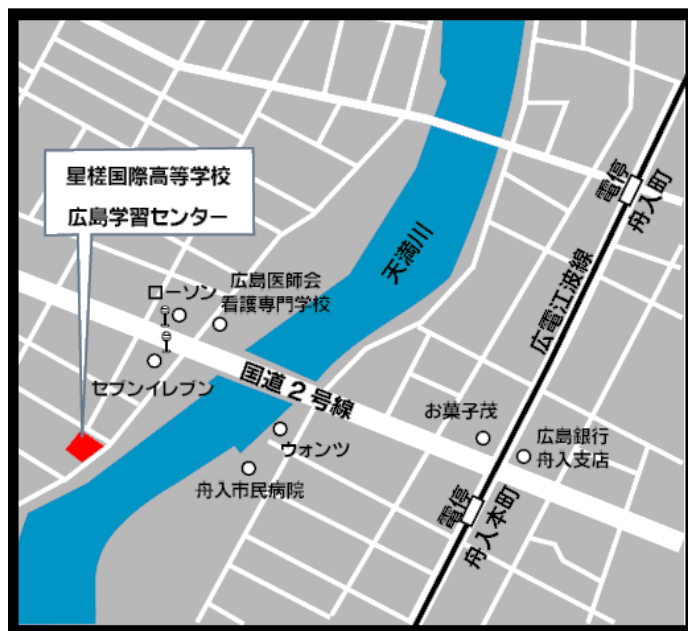 星槎国際高等学校
広島学習センター
電停
舟入町
天満川
広電江波線
広島医師会
看護専門学校
ローソン
セブンイレブン
国道2号線
お菓子茂
広島銀行
舟入支店
ウォンツ
舟入市民病院
電停
舟入本町